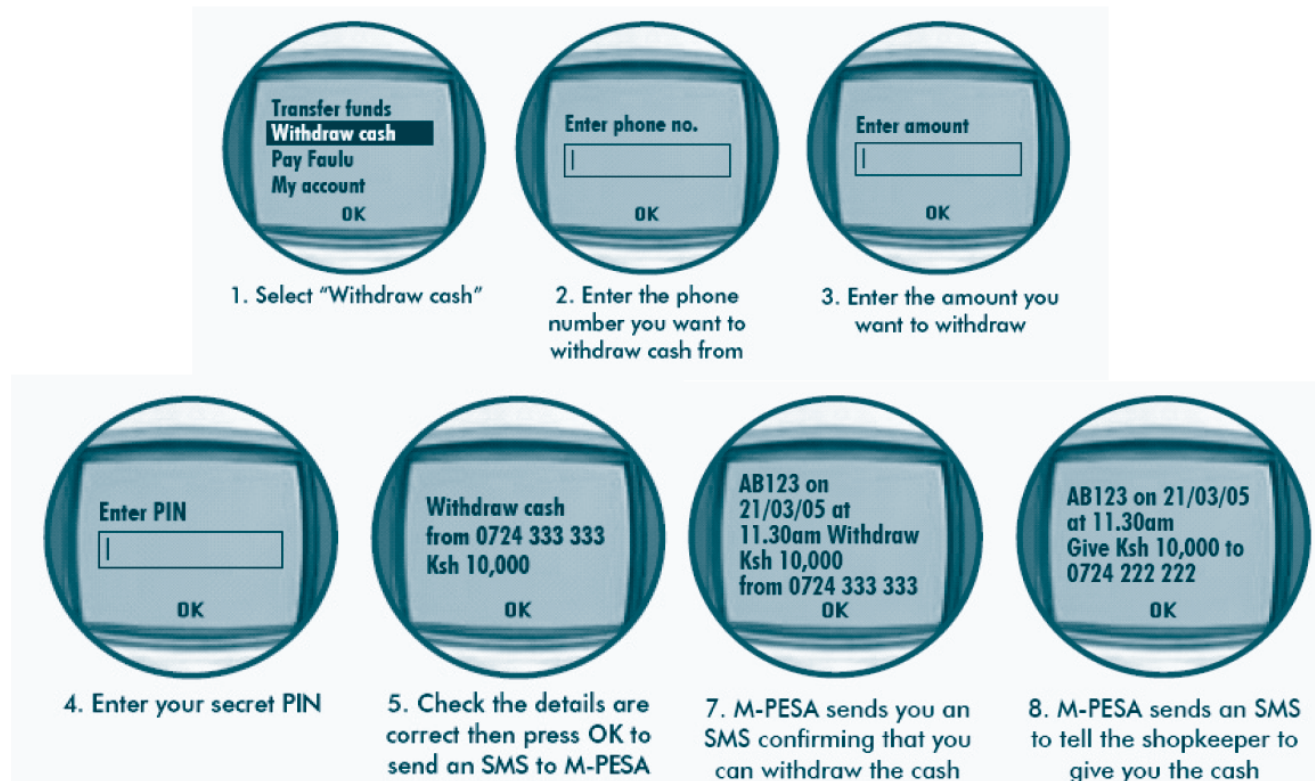 Transfer funds
Withdraw cash
Pay Faulu
My account
OK
1. Select “Withdraw cash”
Enter phone no.
OK
2. Enter the phone
number you want to
withdraw cash from
Enter amount
OK
3. Enter the amount you
want to withdraw
Enter PIN
OK
4. Enter your secret PIN
Withdraw cash
from 0724 333 333
Ksh 10,000
OK
5. Check the details are
correct then press OK to
send an SMS to M-PESA
AB123 on
21/03/05 at
11.30am Withdraw
Ksh 10,000
from 0724 333 333
OK
7. M-PESA sends you an
SMS confirming that you
can withdraw the cash
AB123 on 21/03/05
at 11.30am
Give Ksh 10,000 to
0724 222 222
OK
8. M-PESA sends an SMS
to tell the shopkeeper to
give you the cash